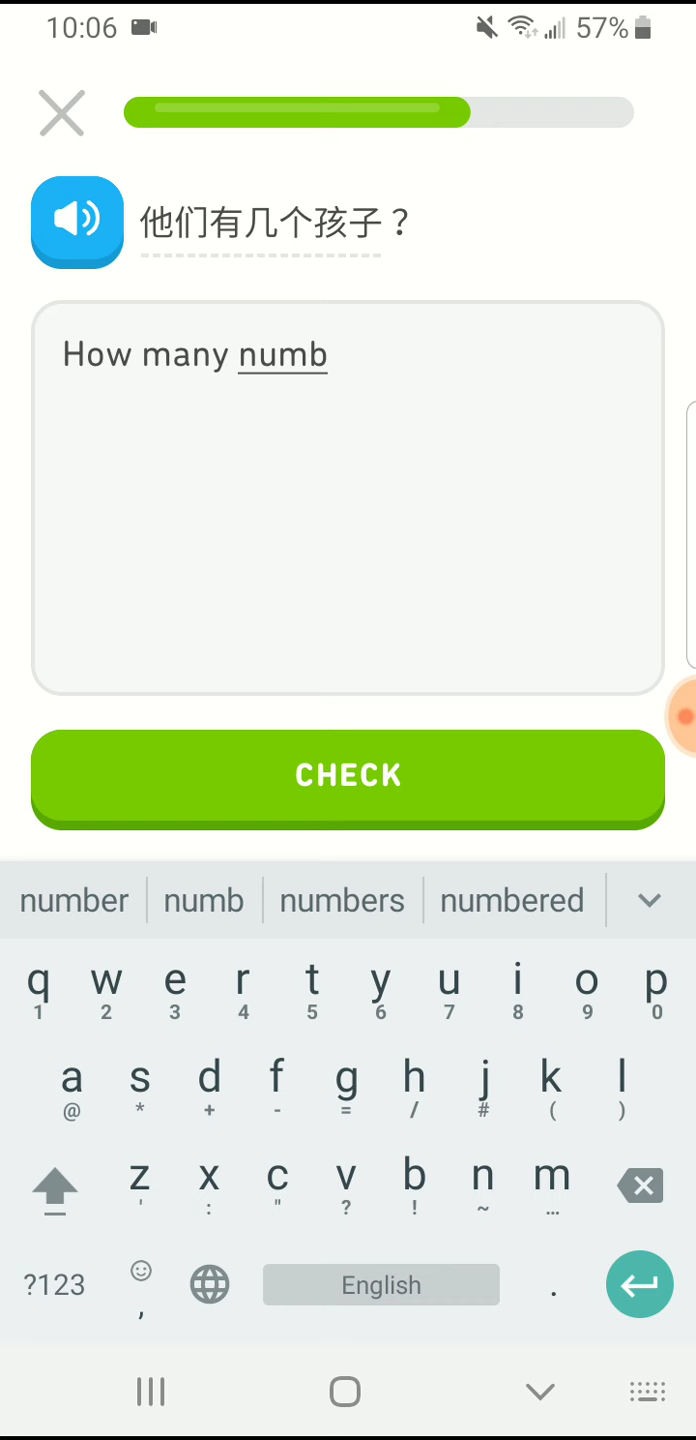 10:06 57%
他们有几个孩子？
How many numb
CHECK
number numb numbers numbered
q w e r t y u i o p
1 2 3 4 5 6 7 8 9 0
a s d f g h j k l
@ * + - = / # ( )
z x c v b n m
' : " ? ! ~ …
?123 , English .